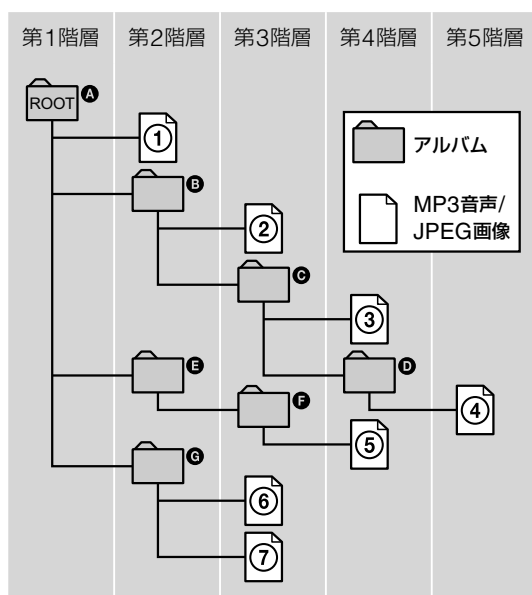 第1階層 第2階層 第3階層 第4階層 第5階層
ROOT A
① アルバム
B
② MP3音声/
JPEG画像
C
③
E D
F ④
⑤
G
⑥
⑦